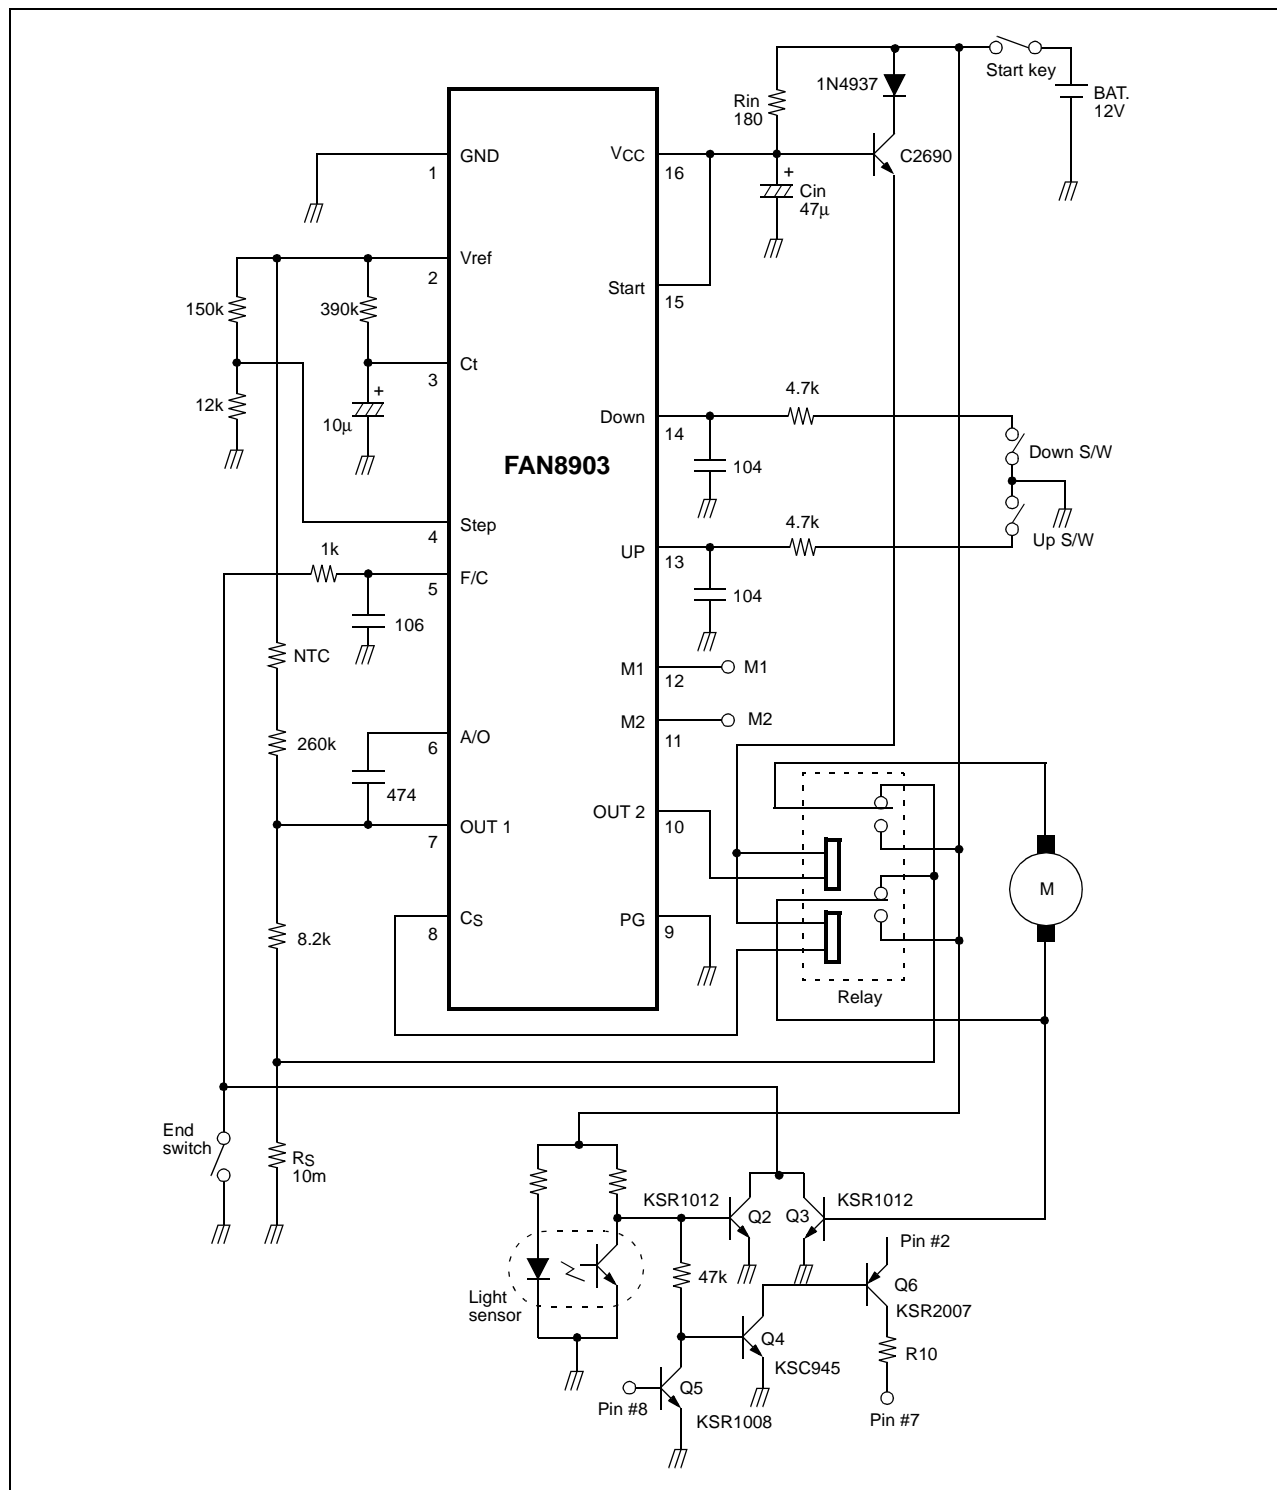 Start key
BAT.
12V
1N4937
Rin
180
C2690
Cin
47µ
+
GND
1
VCC
16
Vref
2
Start
15
150k
390k
Ct
3
+
12k
10µ
Down
14
4.7k
104
Down S/W
FAN8903
Step
4
4.7k
Up S/W
1k
F/C
5
UP
13
106
104
NTC
M1
12
M1
M2
11
M2
260k
A/O
6
474
OUT 1
7
OUT 2
10
M
CS
8
PG
9
8.2k
Relay
End
switch
RS
10m
KSR1012
Q2
Q3
KSR1012
Pin #2
Q6
KSR2007
47k
Light
sensor
Q4
KSC945
R10
Q5
Pin #8
KSR1008
Pin #7